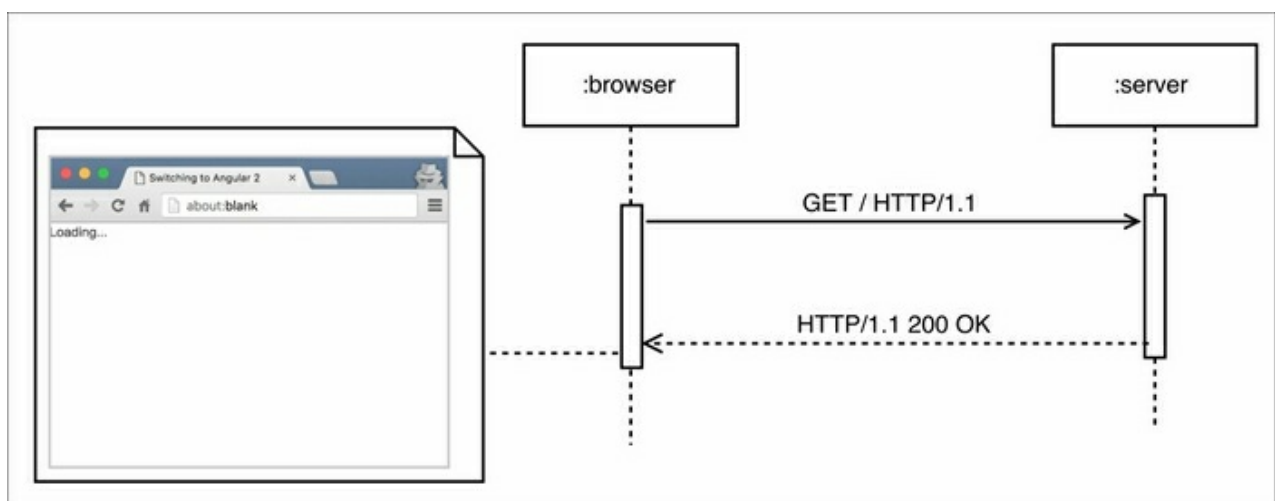 :browser
:server
Switching to Angular 2
about:blank
Loading...
GET / HTTP/1.1
HTTP/1.1 200 OK